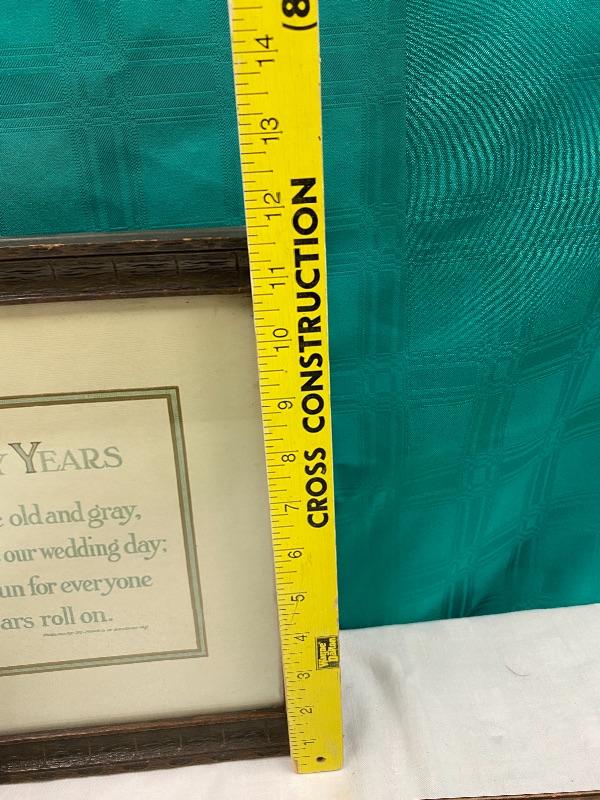 Y YEARS
old and gray,
our wedding day;
un for everyone
ars roll on.
CROSS CONSTRUCTION
(8
14
13
12
11
10
9
8
7
6
5
4
3
2
1